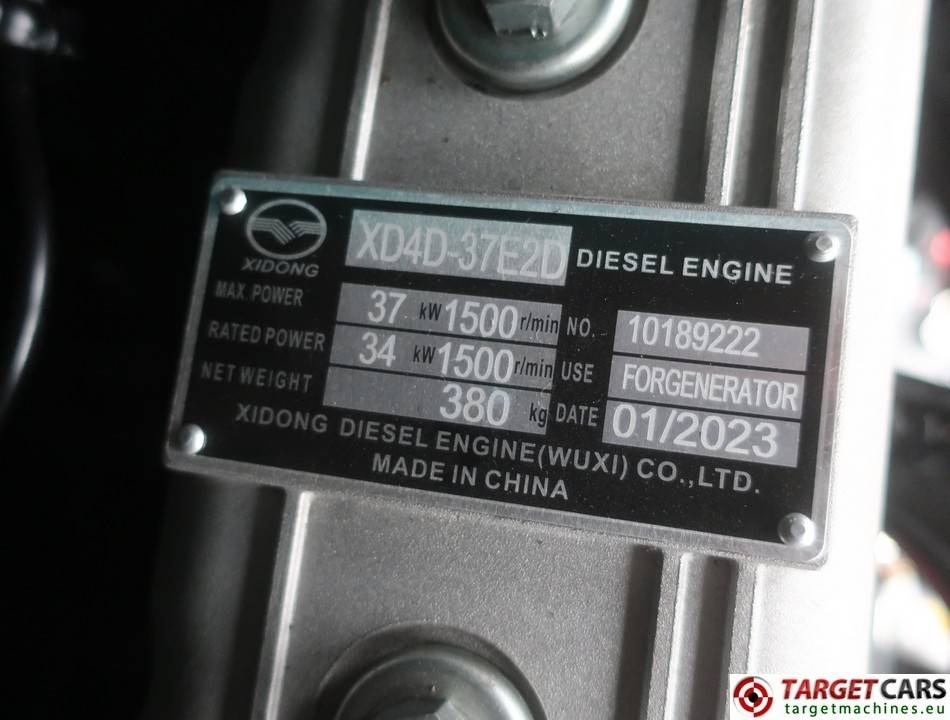 XIDONG
XD4D-37E2D DIESEL ENGINE
MAX. POWER 37 kW 1500 r/min NO. 10189222
RATED POWER 34 kW 1500 r/min USE FORGENERATOR
NET WEIGHT 380 kg DATE 01/2023
XIDONG DIESEL ENGINE(WUXI) CO.,LTD.
MADE IN CHINA
TARGETCARS
targetmachines.eu